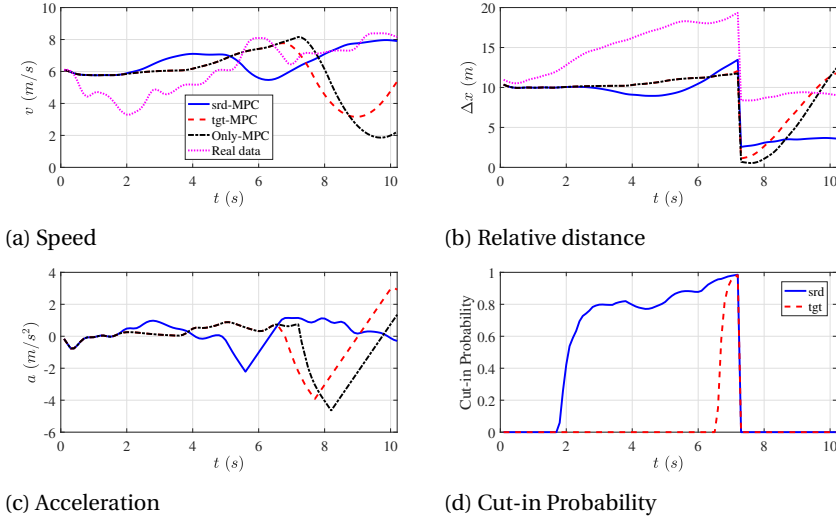 10
8
6
4
2
0
v (m/s)
srd-MPC
tgt-MPC
Only-MPC
Real data
0 2 4 6 8 10
t (s)
(a) Speed
20
15
10
5
0
Δx (m)
0 2 4 6 8 10
t (s)
(b) Relative distance
4
2
0
-2
-4
-6
a (m/s²)
0 2 4 6 8 10
t (s)
(c) Acceleration
1
0.8
0.6
0.4
0.2
0
Cut-in Probability
srd
tgt
0 2 4 6 8 10
t (s)
(d) Cut-in Probability